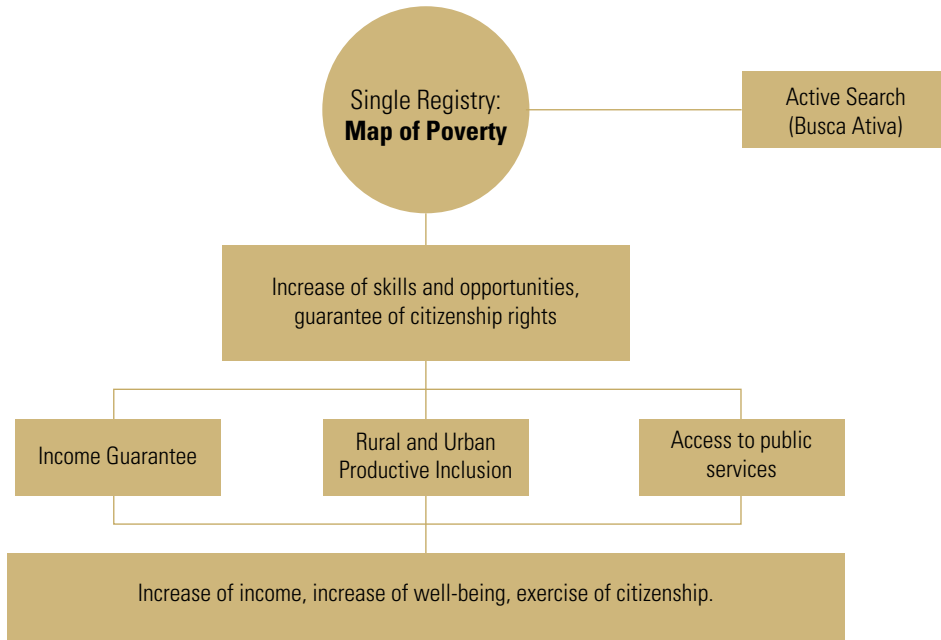 Single Registry:
Map of Poverty
Active Search
(Busca Ativa)
Increase of skills and opportunities,
guarantee of citizenship rights
Income Guarantee
Rural and Urban
Productive Inclusion
Access to public
services
Increase of income, increase of well-being, exercise of citizenship.